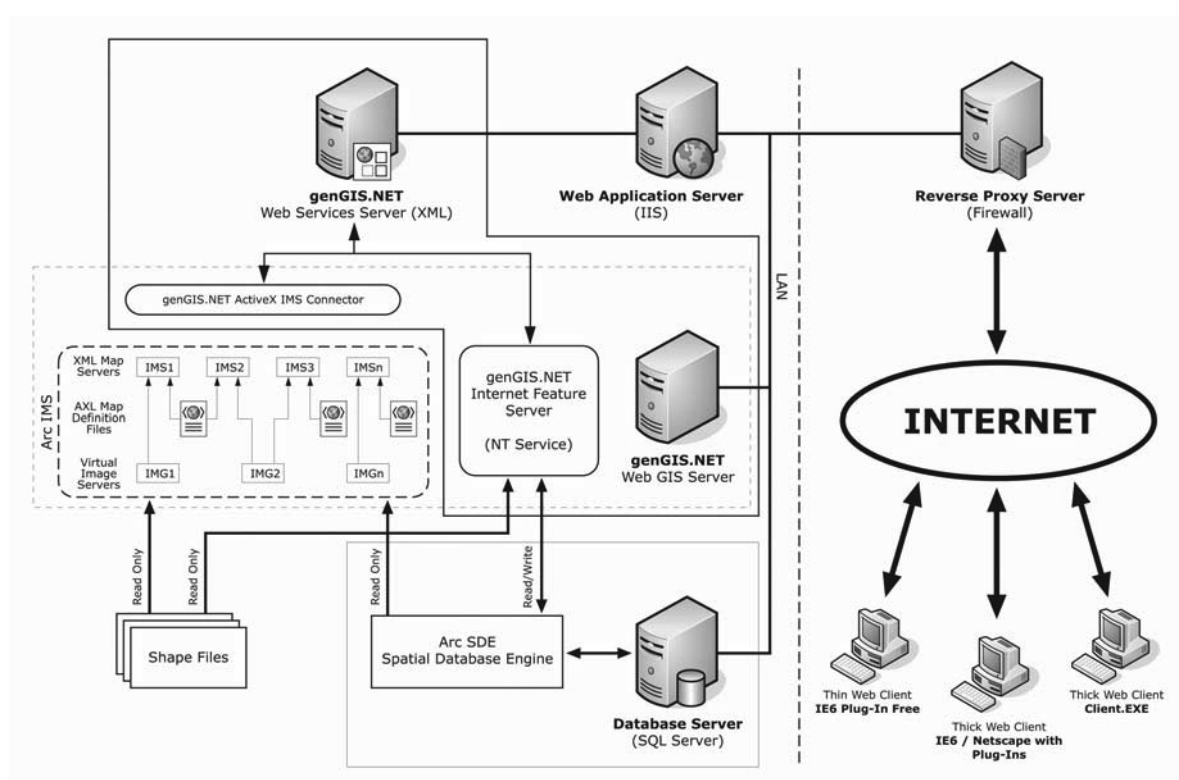 genGIS.NET
Web Services Server (XML)
Web Application Server
(IIS)
Reverse Proxy Server
(Firewall)
LAN
genGIS.NET ActiveX IMS Connector
Arc IMS
XML Map
Servers
IMS1
IMS2
IMS3
IMSn
AXL Map
Definition
Files
Virtual
Image
Servers
IMG1
IMG2
IMGn
genGIS.NET
Internet Feature
Server
(NT Service)
genGIS.NET
Web GIS Server
INTERNET
Read Only
Read Only
Read Only
Read/Write
Shape Files
Arc SDE
Spatial Database Engine
Database Server
(SQL Server)
Thin Web Client
IE6 Plug-In Free
Thick Web Client
IE6 / Netscape with
Plug-Ins
Thick Web Client
Client.EXE